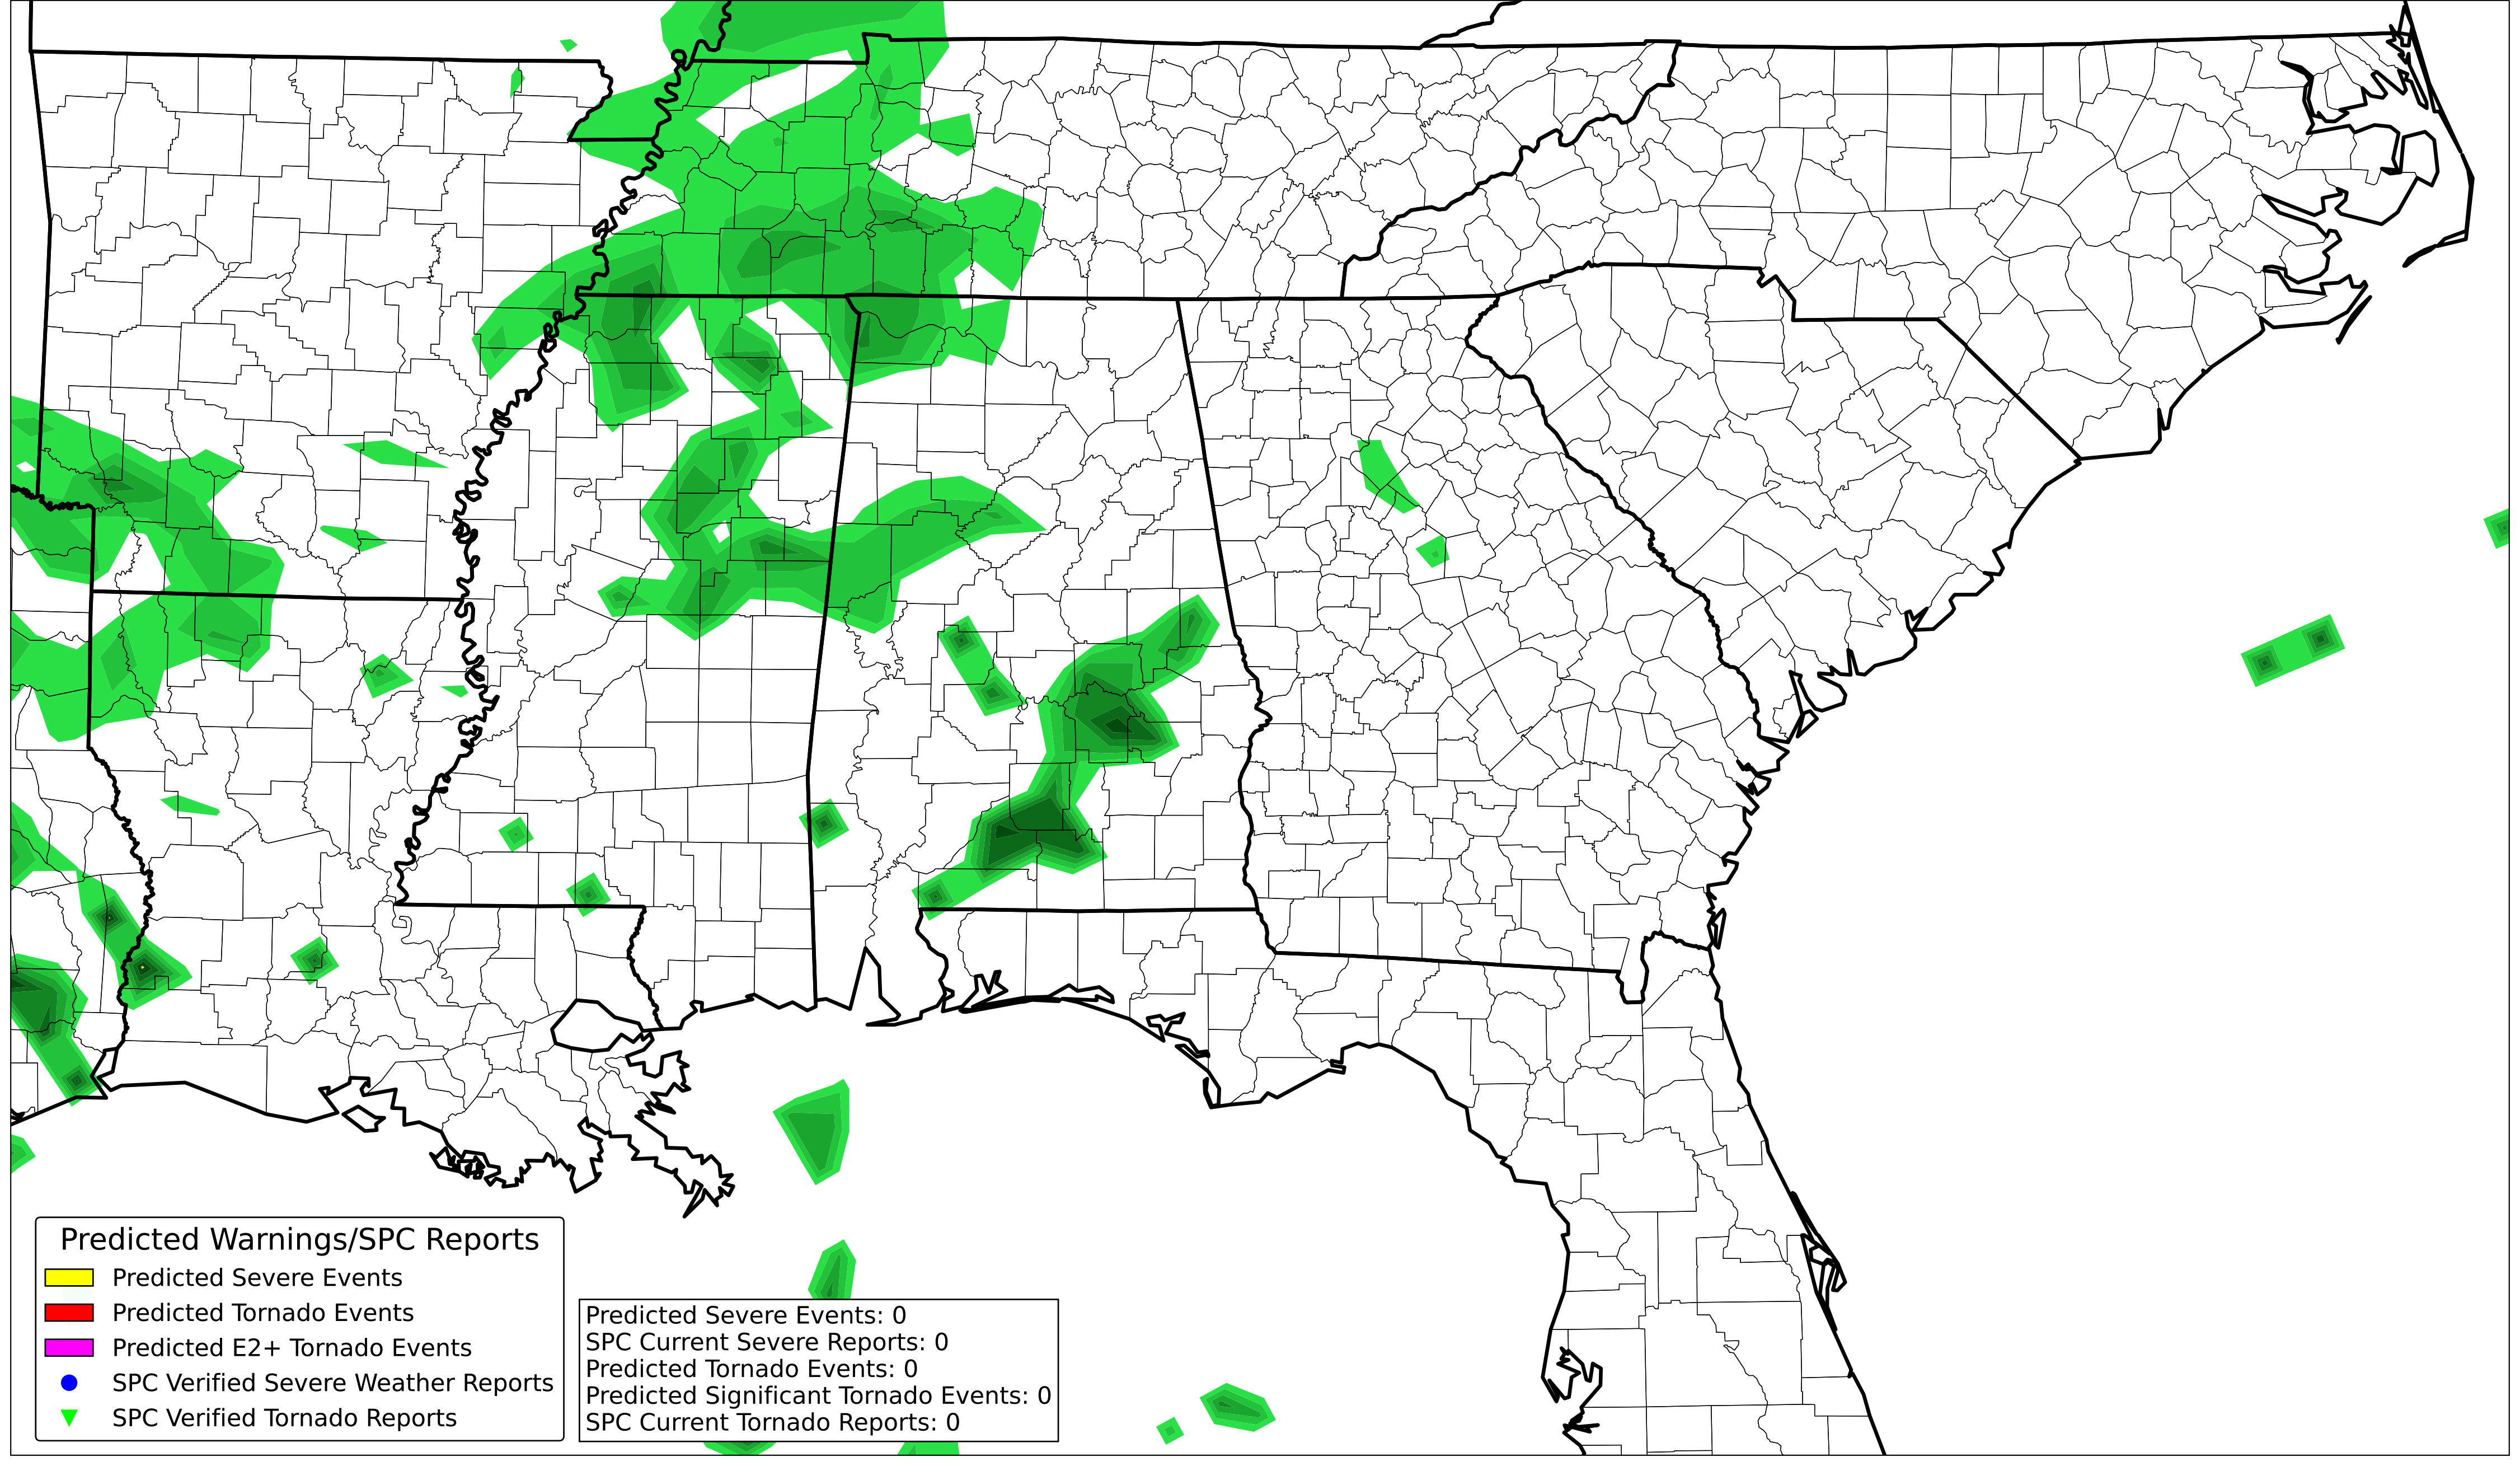 Predicted Warnings/SPC Reports
Predicted Severe Events
Predicted Tornado Events
Predicted E2+ Tornado Events
SPC Verified Severe Weather Reports
SPC Verified Tornado Reports
Predicted Severe Events: 0
SPC Current Severe Reports: 0
Predicted Tornado Events: 0
Predicted Significant Tornado Events: 0
SPC Current Tornado Reports: 0